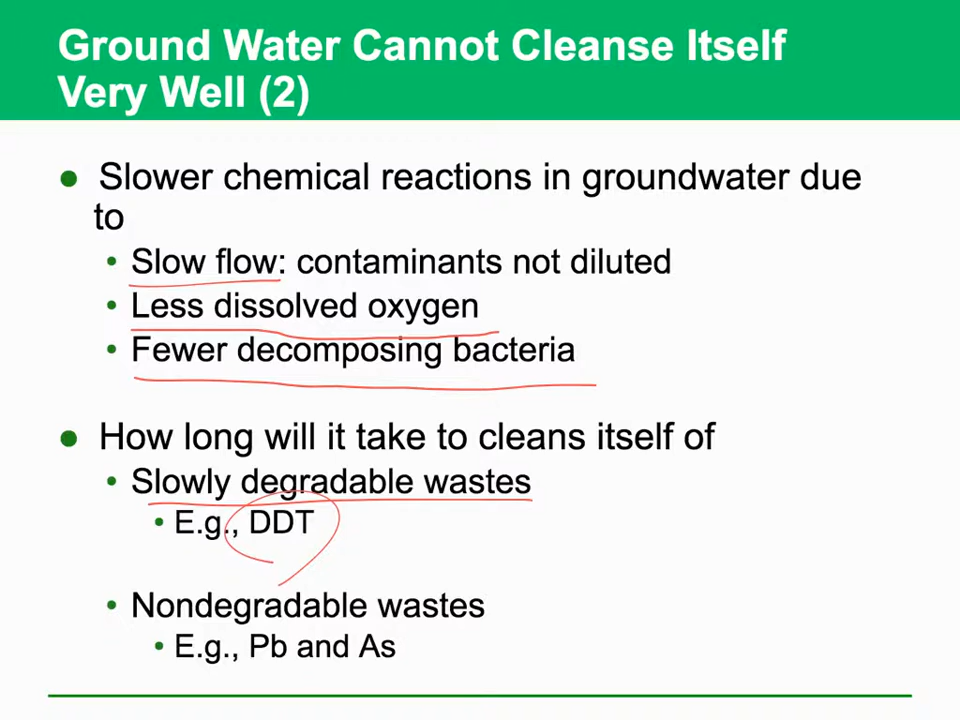 Ground Water Cannot Cleanse Itself
Very Well (2)
● Slower chemical reactions in groundwater due
to
• Slow flow: contaminants not diluted
• Less dissolved oxygen
• Fewer decomposing bacteria
● How long will it take to cleans itself of
• Slowly degradable wastes
• E.g., DDT
• Nondegradable wastes
• E.g., Pb and As